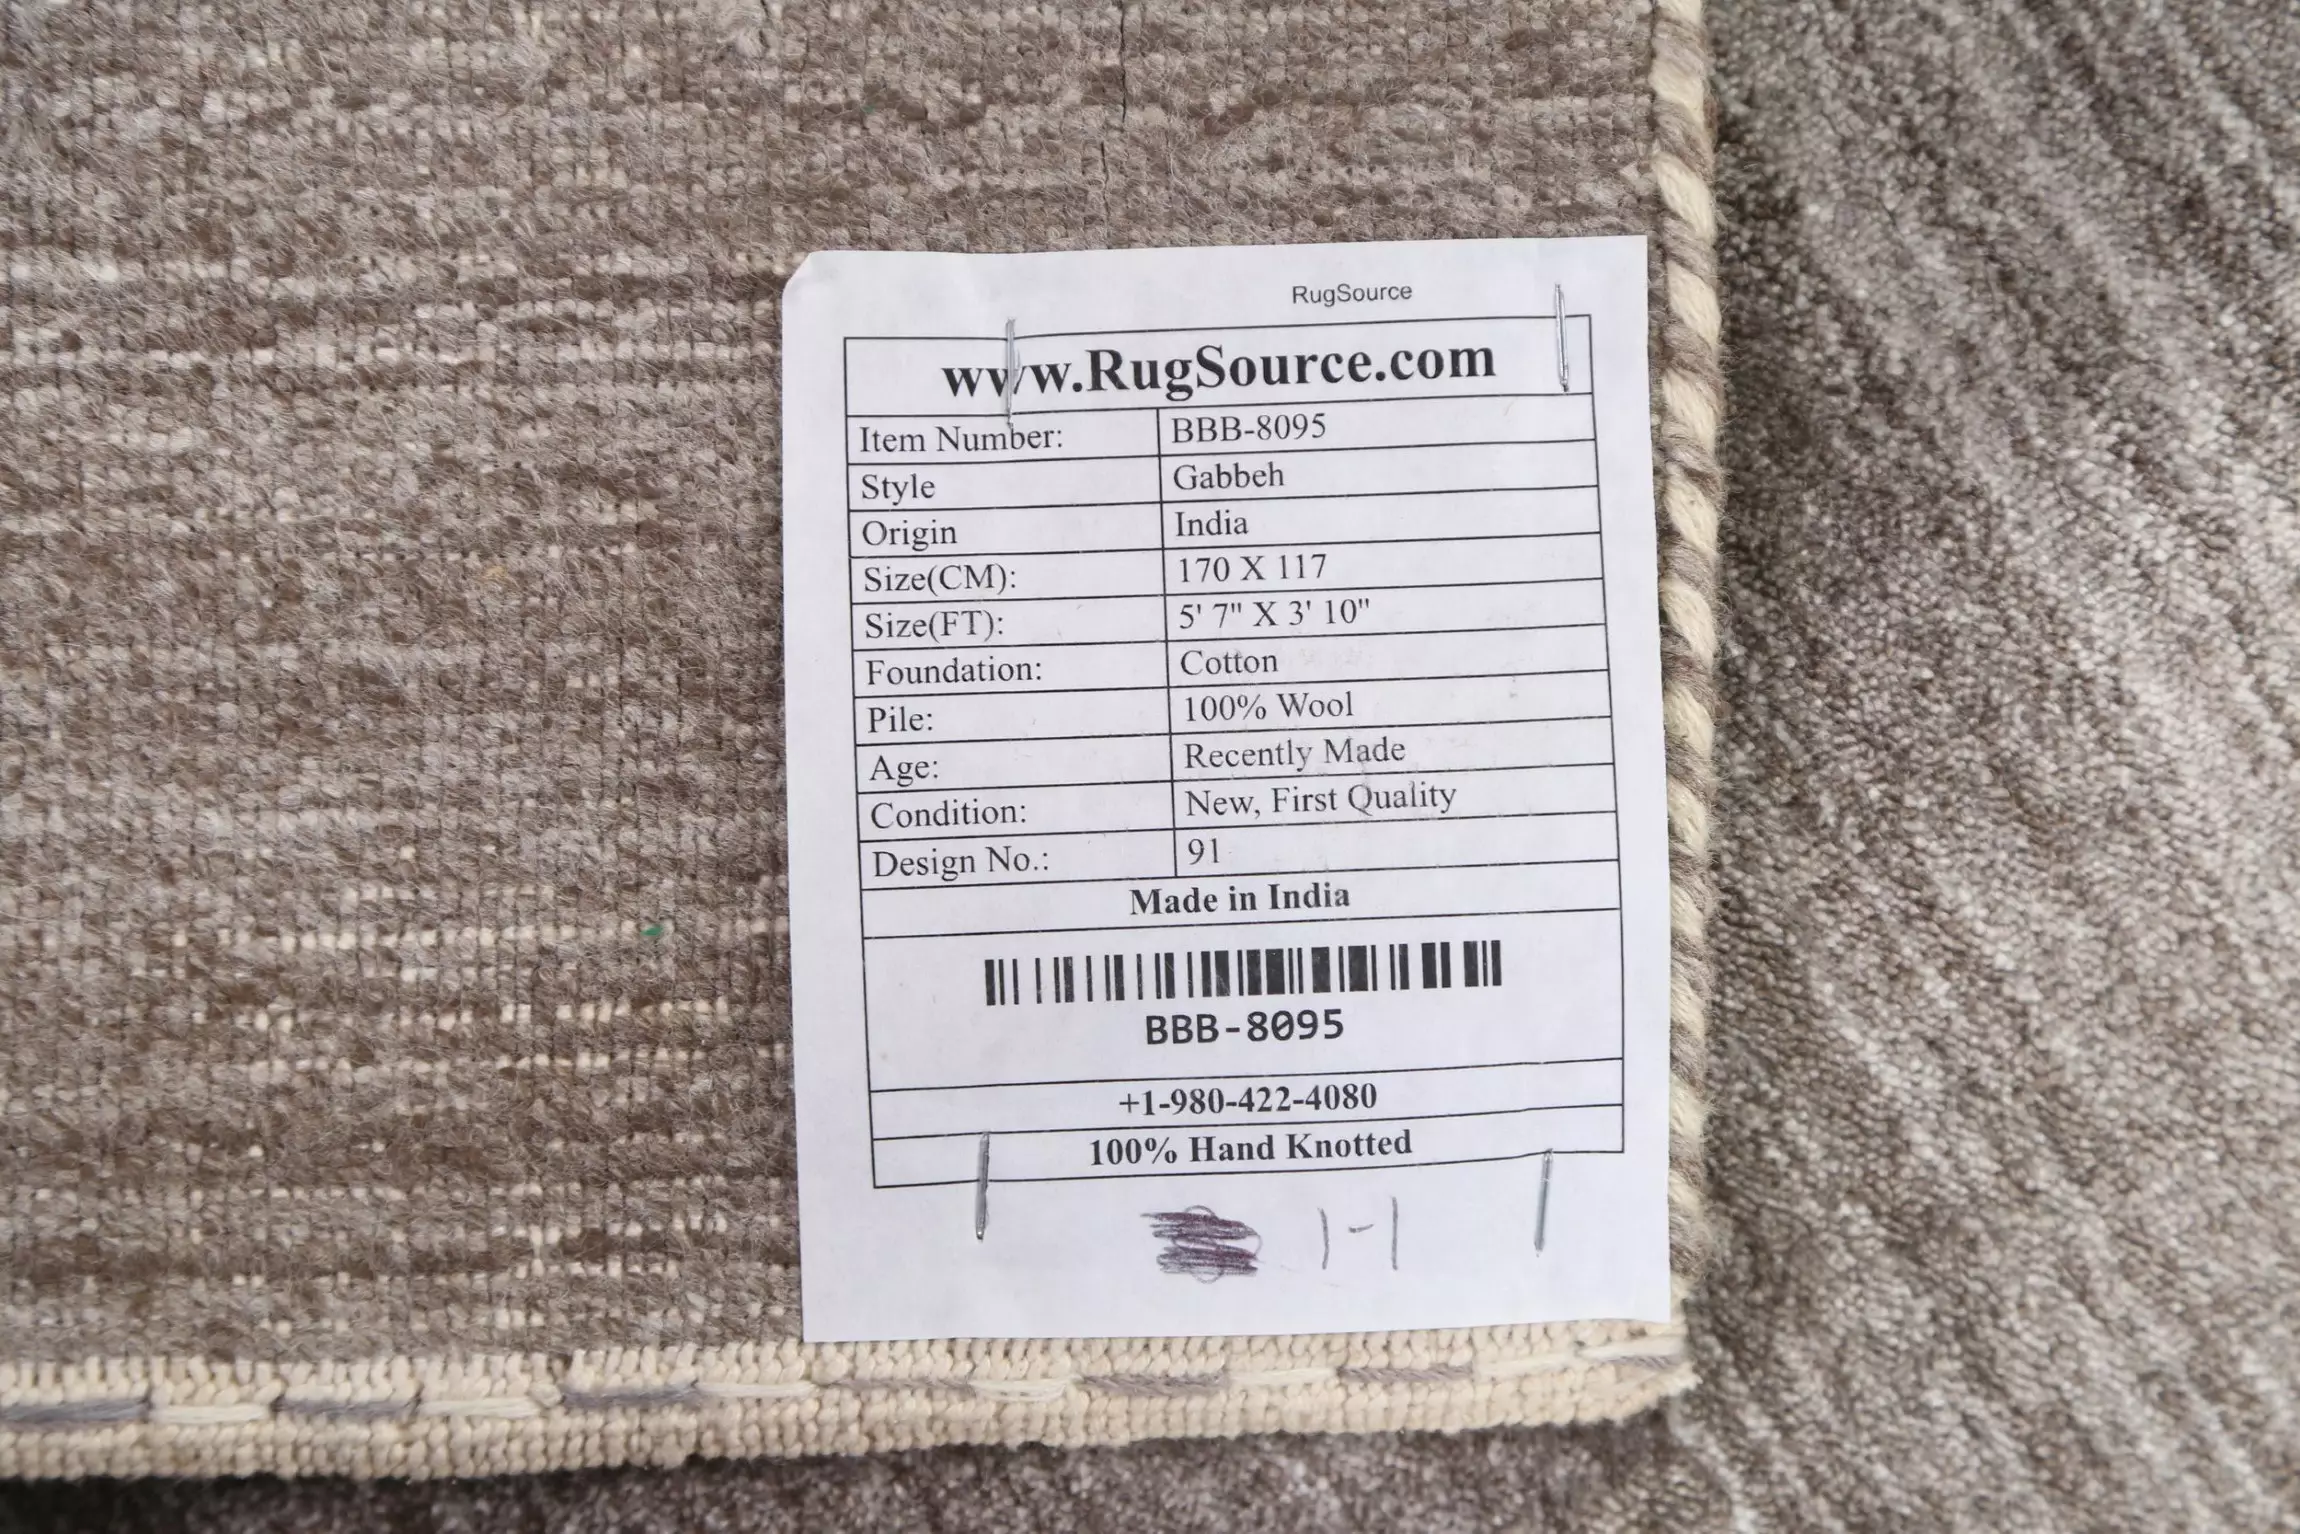 RugSource
www.RugSource.com
Item Number: BBB-8095
Style Gabbeh
Origin India
Size(CM): 170 X 117
Size(FT): 5' 7" X 3' 10"
Foundation: Cotton
Pile: 100% Wool
Age: Recently Made
Condition: New, First Quality
Design No.: 91
Made in India
BBB-8095
+1-980-422-4080
100% Hand Knotted
1-1